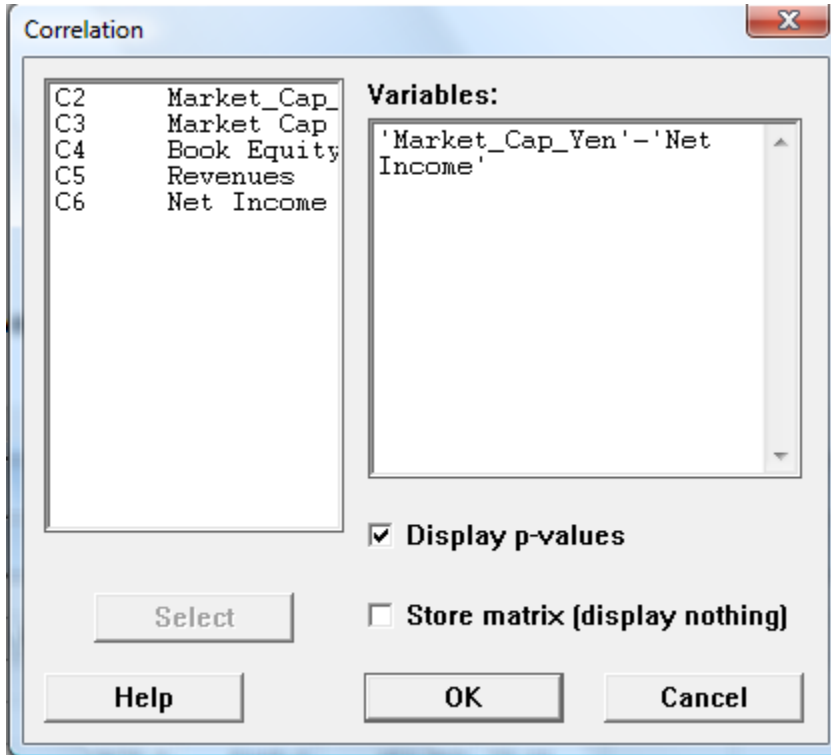 Correlation
C2 Market_Cap_
C3 Market Cap
C4 Book Equity
C5 Revenues
C6 Net Income
Variables:
'Market_Cap_Yen'-'Net
Income'
Display p-values
Select
Store matrix (display nothing)
Help
OK
Cancel